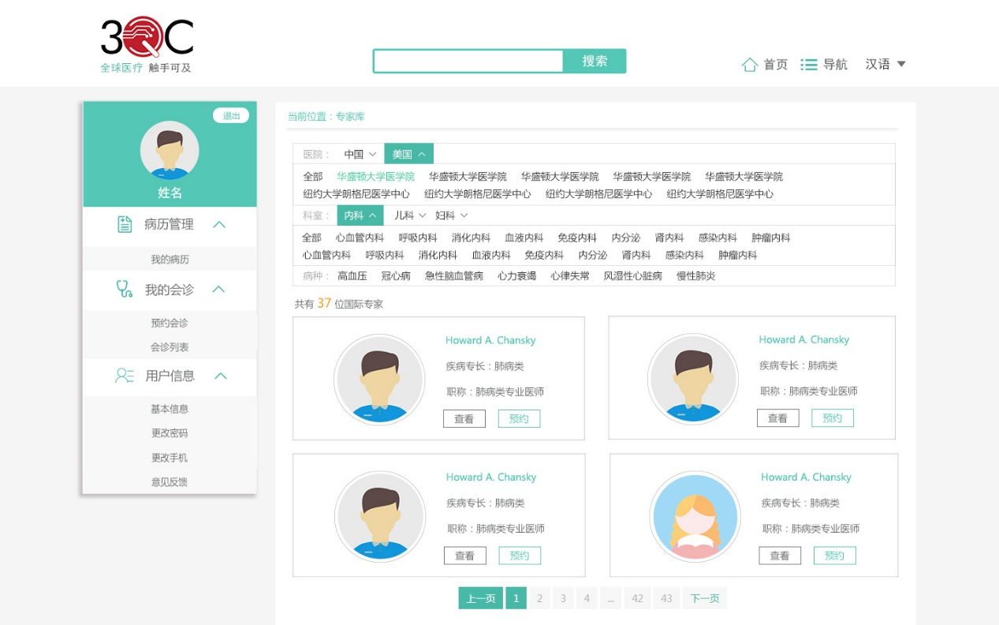 3QC
全球医疗 触手可及
搜索
首页 导航 汉语
退出
姓名
病历管理
我的病历
我的会诊
预约会诊
会诊列表
用户信息
基本信息
更改密码
更改手机
意见反馈
当前位置：专家库
医院： 中国 美国
全部 华盛顿大学医学院 华盛顿大学医学院 华盛顿大学医学院 华盛顿大学医学院 华盛顿大学医学院
纽约大学朗格尼医学中心 纽约大学朗格尼医学中心 纽约大学朗格尼医学中心 纽约大学朗格尼医学中心
科室： 内科 儿科 妇科
全部 心血管内科 呼吸内科 消化内科 血液内科 免疫内科 内分泌 肾内科 感染内科 肿瘤内科
心血管内科 呼吸内科 消化内科 血液内科 免疫内科 内分泌 肾内科 感染内科 肿瘤内科
病种： 高血压 冠心病 急性脑血管病 心力衰竭 心律失常 风湿性心脏病 慢性肺炎
共有 37 位国际专家
Howard A. Chansky
疾病专长：肺病类
职称：肺病类专业医师
查看 预约
Howard A. Chansky
疾病专长：肺病类
职称：肺病类专业医师
查看 预约
Howard A. Chansky
疾病专长：肺病类
职称：肺病类专业医师
查看 预约
Howard A. Chansky
疾病专长：肺病类
职称：肺病类专业医师
查看 预约
上一页 1 2 3 4 ... 42 43 下一页